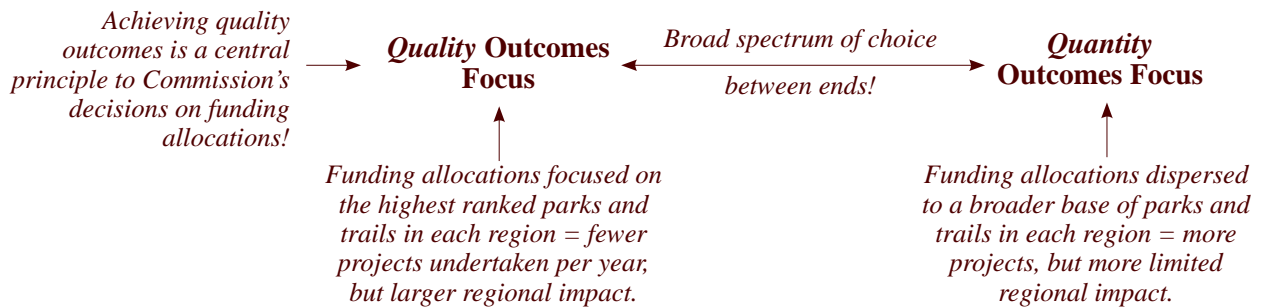 Achieving quality
outcomes is a central
principle to Commission's
decisions on funding
allocations!
Quality Outcomes
Focus
Broad spectrum of choice
between ends!
Quantity
Outcomes Focus
Funding allocations focused on
the highest ranked parks and
trails in each region = fewer
projects undertaken per year,
but larger regional impact.
Funding allocations dispersed
to a broader base of parks and
trails in each region = more
projects, but more limited
regional impact.